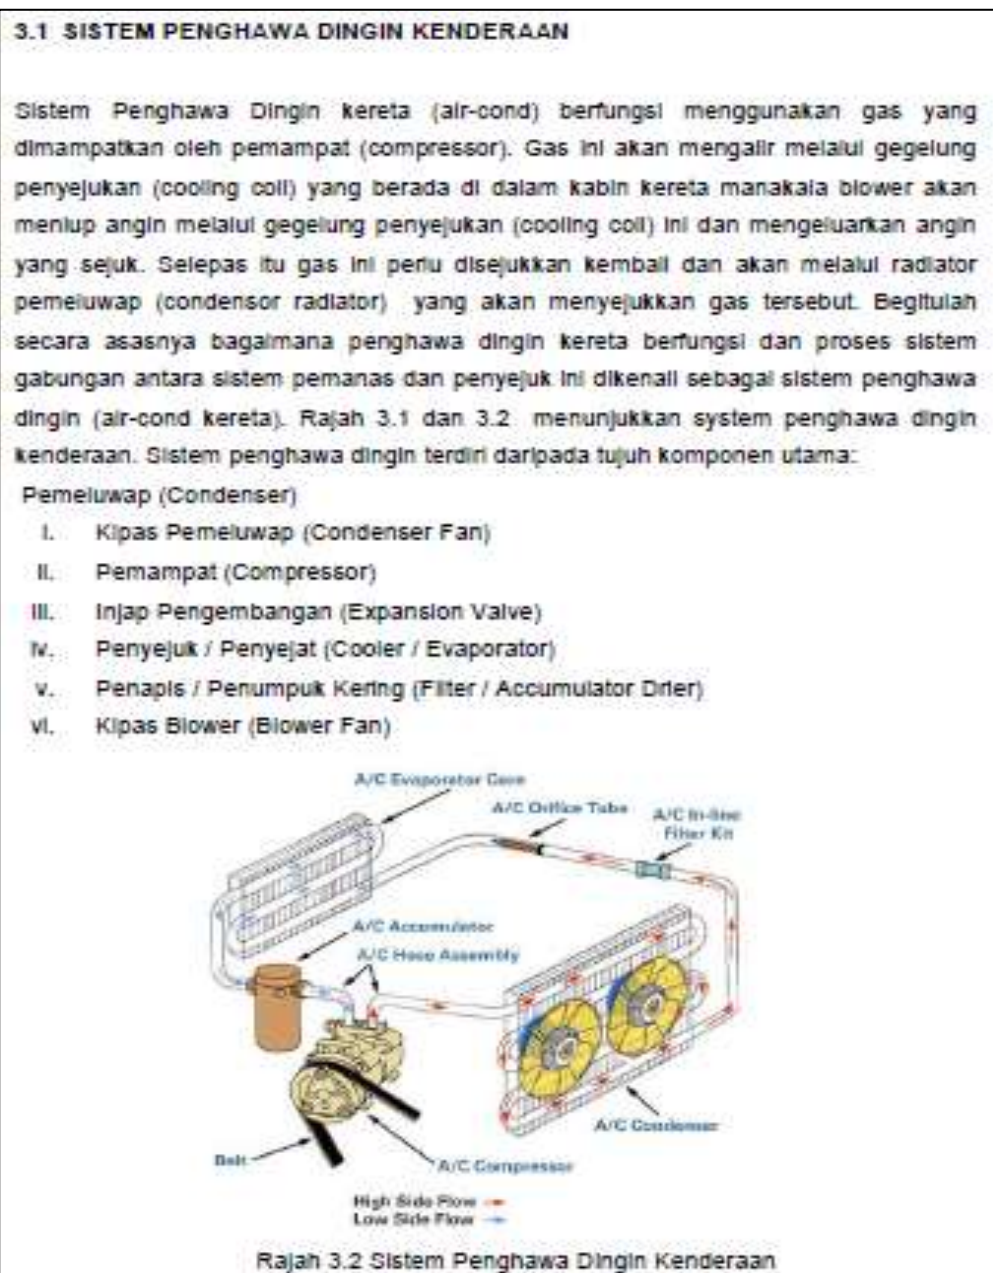 3.1 SISTEM PENGHAWA DINGIN KENDERAAN
Sistem Penghawa Dingin kereta (air-cond) berfungsi menggunakan gas yang
dimampatkan oleh pemampat (compressor). Gas ini akan mengalir melalui gegelung
penyejukan (cooling coil) yang berada di dalam kabin kereta manakala blower akan
meniup angin melalui gegelung penyejukan (cooling coil) ini dan mengeluarkan angin
yang sejuk. Selepas itu gas ini perlu disejukkan kembali dan akan melalui radiator
pemeluwap (condensor radiator) yang akan menyejukkan gas tersebut. Begitulah
secara asasnya bagaimana penghawa dingin kereta berfungsi dan proses sistem
gabungan antara sistem pemanas dan penyejuk ini dikenali sebagai sistem penghawa
dingin (air-cond kereta). Rajah 3.1 dan 3.2 menunjukkan system penghawa dingin
kenderaan. Sistem penghawa dingin terdiri daripada tujuh komponen utama:
Pemeluwap (Condenser)
i. Kipas Pemeluwap (Condenser Fan)
ii. Pemampat (Compressor)
iii. Injap Pengembangan (Expansion Valve)
iv. Penyejuk / Penyejat (Cooler / Evaporator)
v. Penapis / Penumpuk Kering (Filter / Accumulator Drier)
vi. Kipas Blower (Blower Fan)
A/C Evaporator Core
A/C Orifice Tube
A/C In-line
Filter Kit
A/C Accumulator
A/C Hose Assembly
A/C Condenser
Belt
A/C Compressor
High Side Flow
Low Side Flow
Rajah 3.2 Sistem Penghawa Dingin Kenderaan